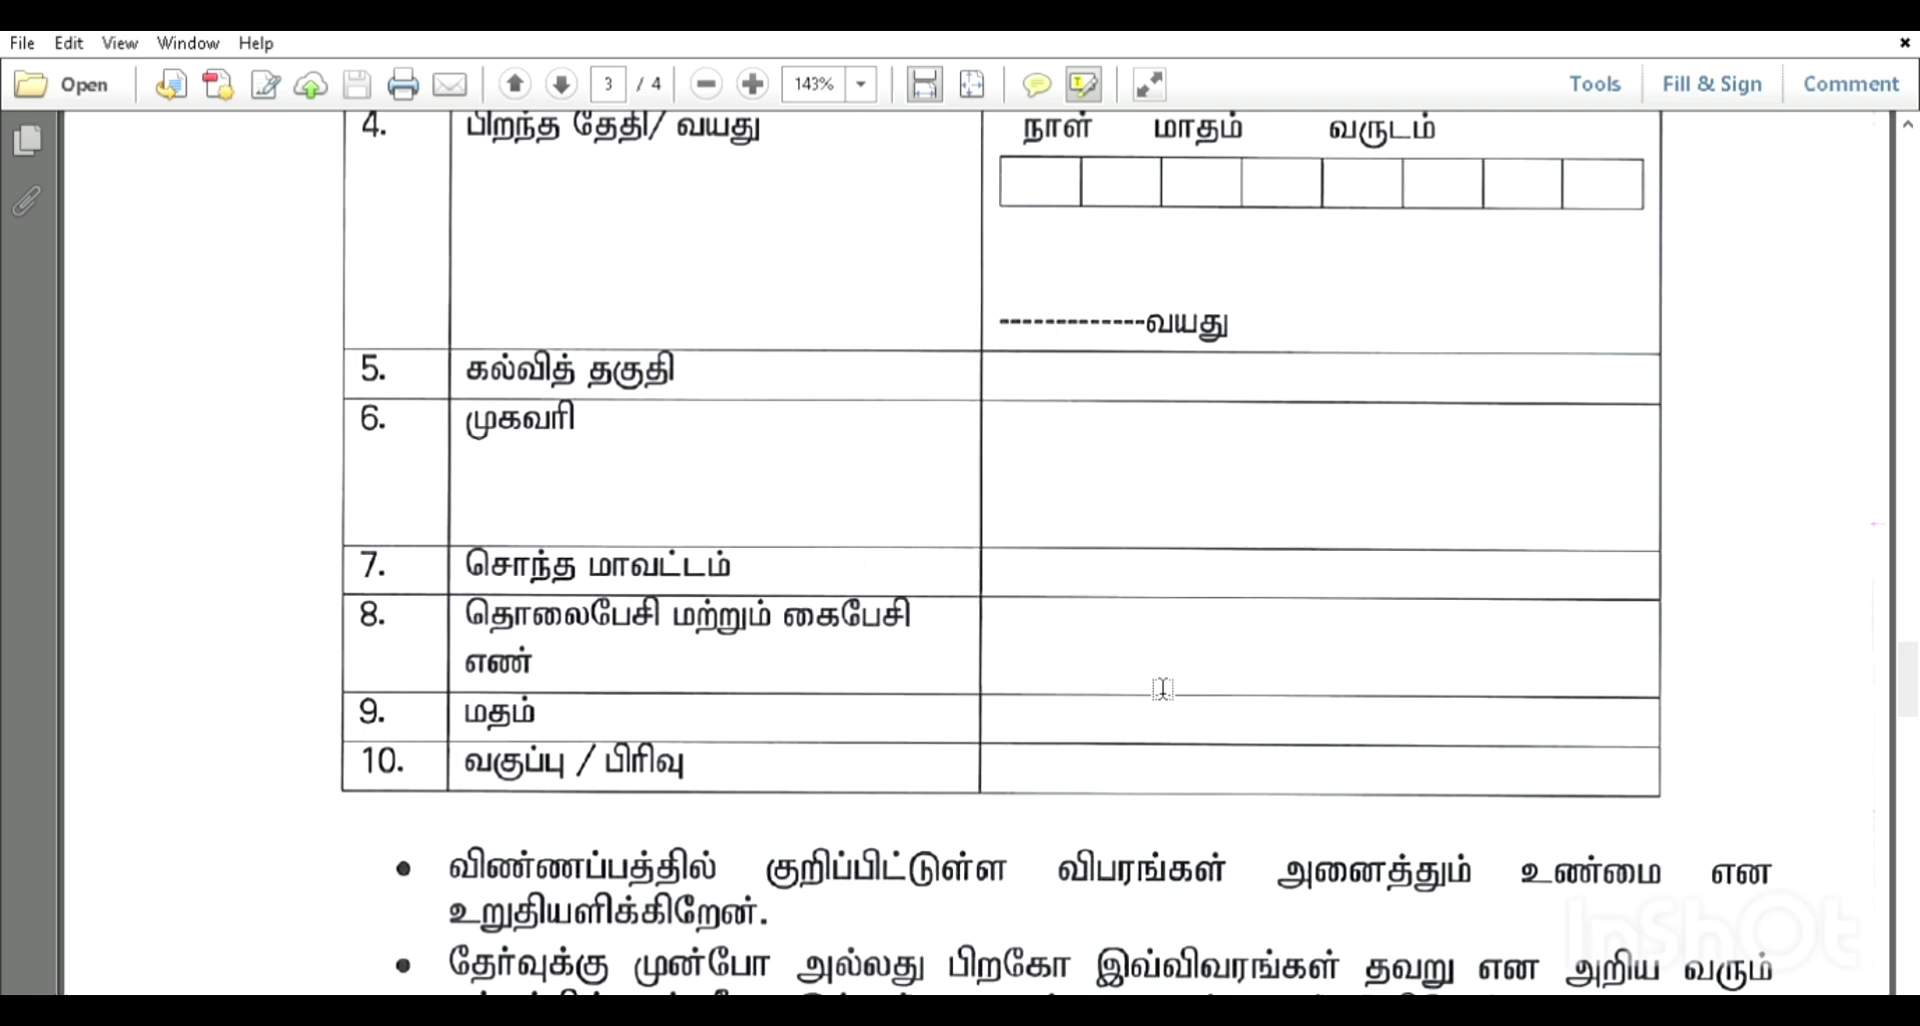 File Edit View Window Help
Open 3 / 4 143% Tools Fill & Sign Comment
4. பிறந்த தேதி/ வயது நாள் மாதம் வருடம்
-------------வயது
5. கல்வித் தகுதி
6. முகவரி
7. சொந்த மாவட்டம்
8. தொலைபேசி மற்றும் கைபேசி
எண்
9. மதம்
10. வகுப்பு / பிரிவு
• விண்ணப்பத்தில் குறிப்பிட்டுள்ள விபரங்கள் அனைத்தும் உண்மை என
உறுதியளிக்கிறேன்.
• தேர்வுக்கு முன்போ அல்லது பிறகோ இவ்விவரங்கள் தவறு என அறிய வரும்
InShOt